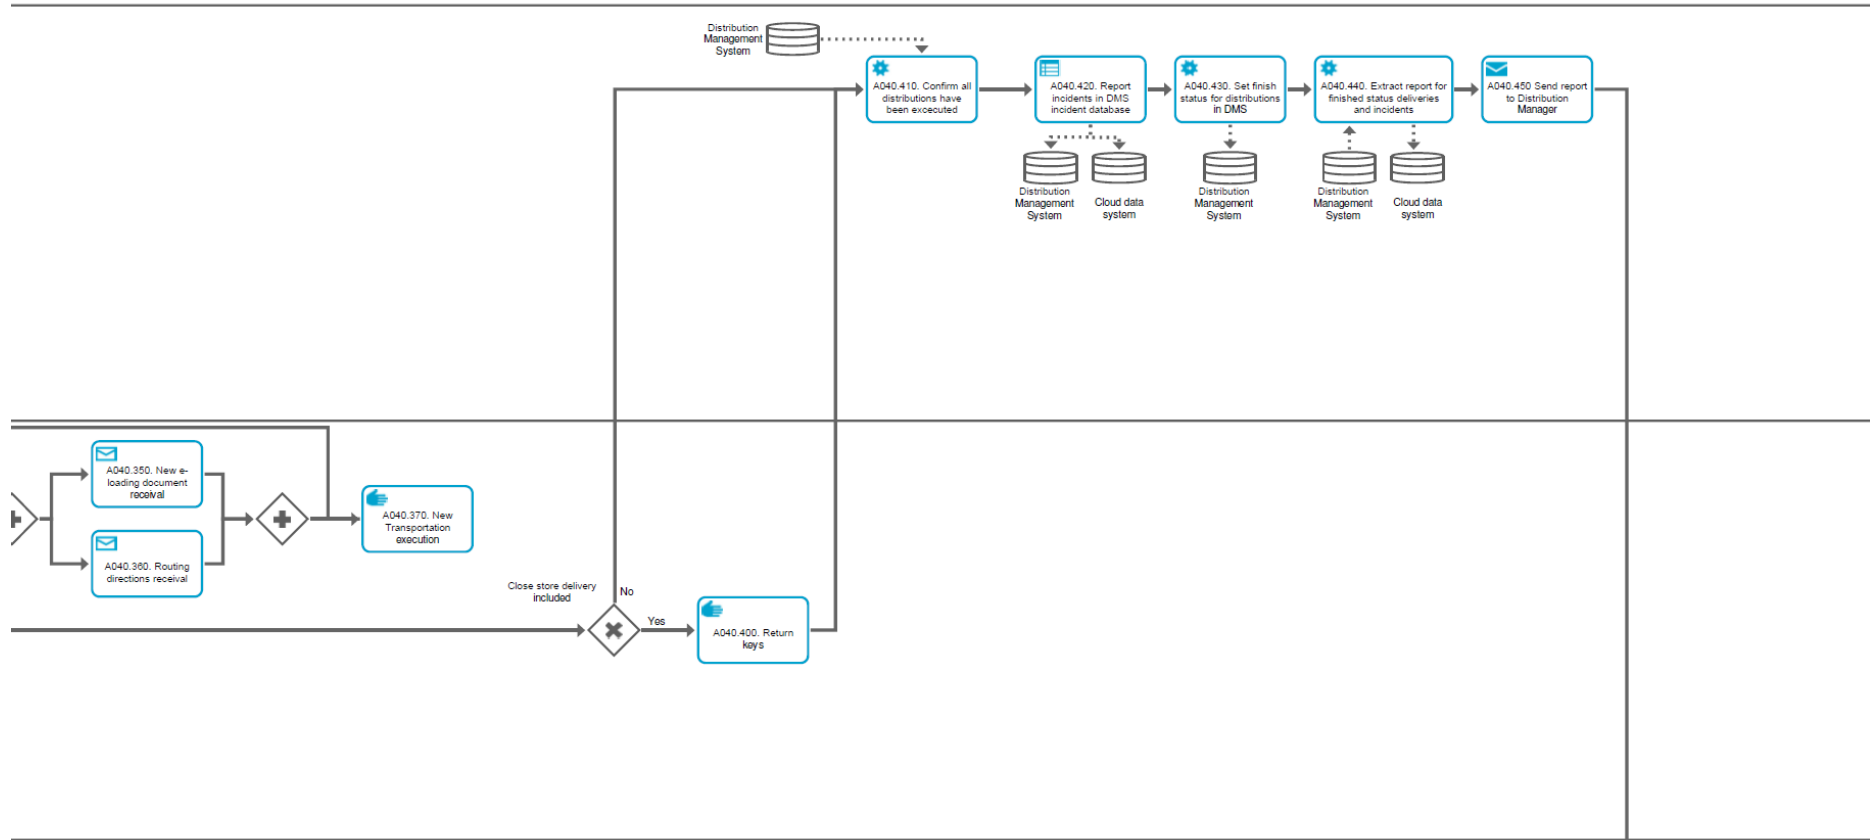 Distribution
Management
System
A040.410. Confirm all
distributions have
been exoecuted
A040.420. Report
incidents in DMS
incident database
A040.430. Set finish
status for distributions
in DMS
A040.440. Extract report for
finished status deliveries
and incidents
A040.450 Send report
to Distribution
Manager
Distribution
Management
System
Cloud data
system
Distribution
Management
System
Distribution
Management
System
Cloud data
system
A040.350. New e-
loading document
receival
A040.360. Routing
directions receival
A040.370. New
Transportation
execution
Close store delivery
included
No
Yes
A040.400. Return
keys